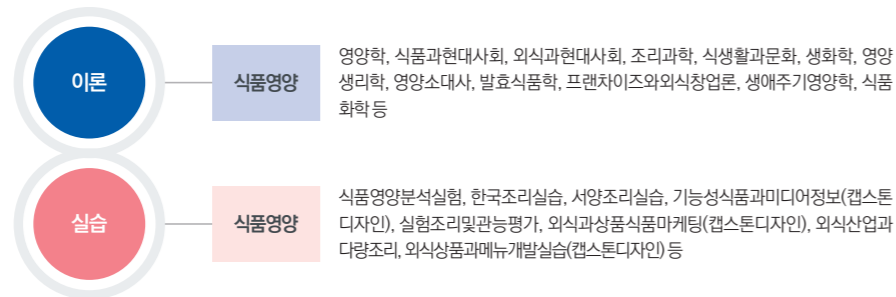 이론
식품영양
영양학, 식품과현대사회, 외식과현대사회, 조리과학, 식생활과문화, 생화학, 영양
생리학, 영양소대사, 발효식품학, 프랜차이즈와외식창업론, 생애주기영양학, 식품
화학 등
실습
식품영양
식품영양분석실험, 한국조리실습, 서양조리실습, 기능성식품과미디어정보(캡스톤
디자인), 실험조리및관능평가, 외식과상품식품마케팅(캡스톤디자인), 외식산업과
다량조리, 외식상품과메뉴개발실습(캡스톤디자인) 등